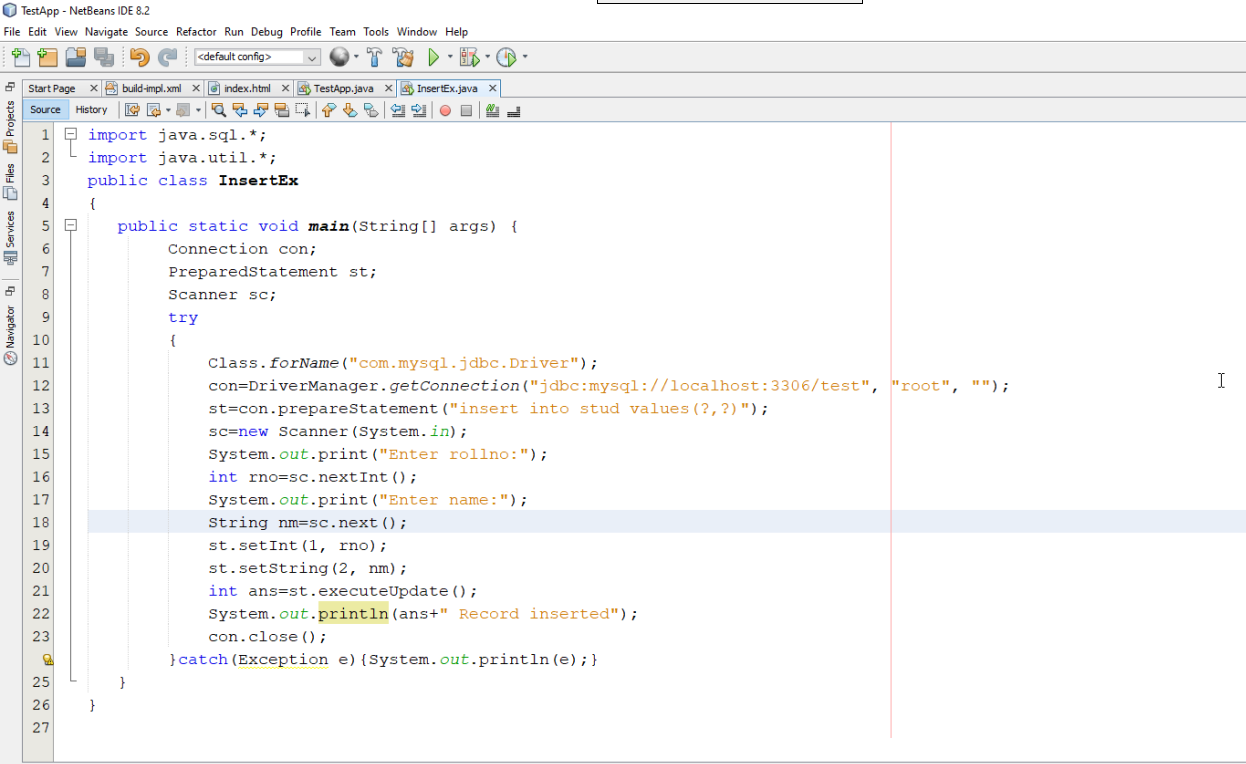 TestApp - NetBeans IDE 8.2
File Edit View Navigate Source Refactor Run Debug Profile Team Tools Window Help
<default config>
Start Page build-impl.xml index.html TestApp.java InsertEx.java
Source History
Projects
Files
Services
Navigator
1 import java.sql.*;
2 import java.util.*;
3 public class InsertEx
4 {
5 public static void main(String[] args) {
6 Connection con;
7 PreparedStatement st;
8 Scanner sc;
9 try
10 {
11 Class.forName("com.mysql.jdbc.Driver");
12 con=DriverManager.getConnection("jdbc:mysql://localhost:3306/test", "root", "");
13 st=con.prepareStatement("insert into stud values(?,?)");
14 sc=new Scanner(System.in);
15 System.out.print("Enter rollno:");
16 int rno=sc.nextInt();
17 System.out.print("Enter name:");
18 String nm=sc.next();
19 st.setInt(1, rno);
20 st.setString(2, nm);
21 int ans=st.executeUpdate();
22 System.out.println(ans+" Record inserted");
23 con.close();
}catch(Exception e){System.out.println(e);}
25 }
26 }
27